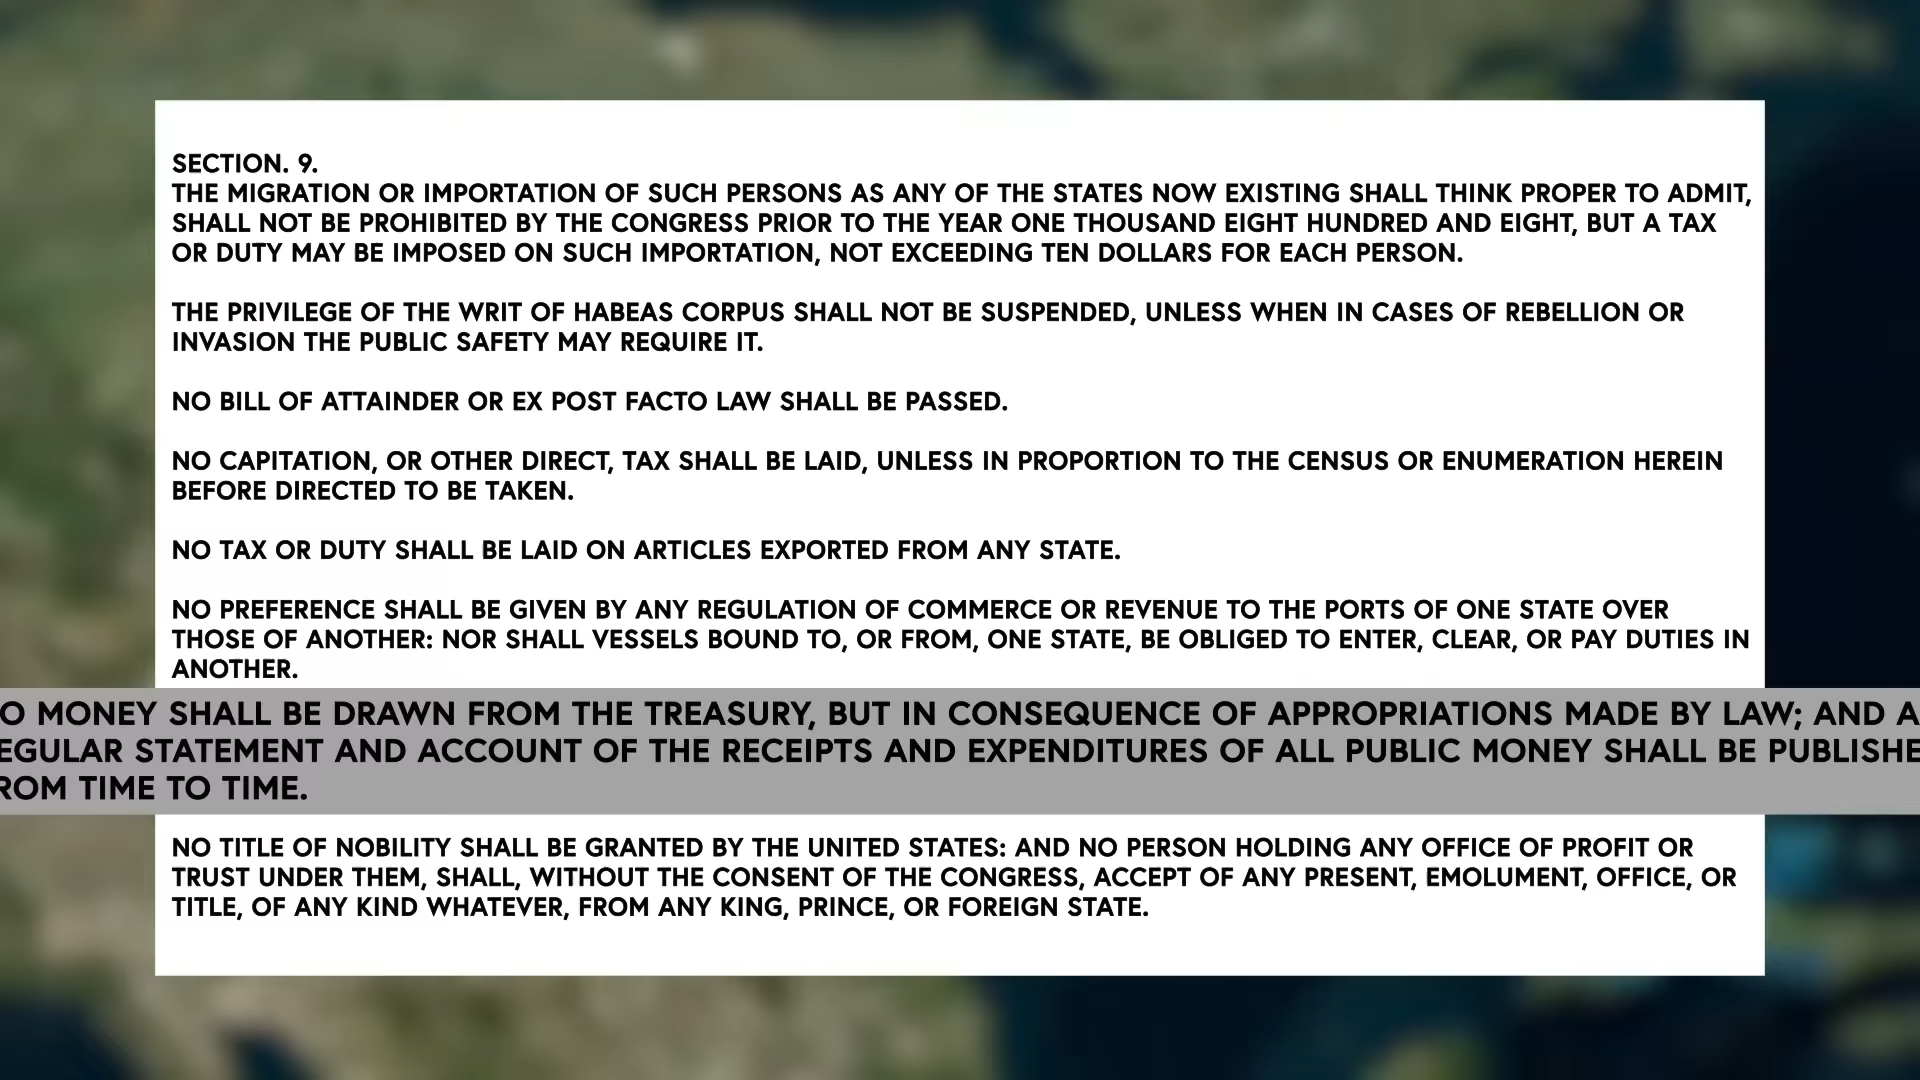 SECTION. 9.
THE MIGRATION OR IMPORTATION OF SUCH PERSONS AS ANY OF THE STATES NOW EXISTING SHALL THINK PROPER TO ADMIT,
SHALL NOT BE PROHIBITED BY THE CONGRESS PRIOR TO THE YEAR ONE THOUSAND EIGHT HUNDRED AND EIGHT, BUT A TAX
OR DUTY MAY BE IMPOSED ON SUCH IMPORTATION, NOT EXCEEDING TEN DOLLARS FOR EACH PERSON.
THE PRIVILEGE OF THE WRIT OF HABEAS CORPUS SHALL NOT BE SUSPENDED, UNLESS WHEN IN CASES OF REBELLION OR
INVASION THE PUBLIC SAFETY MAY REQUIRE IT.
NO BILL OF ATTAINDER OR EX POST FACTO LAW SHALL BE PASSED.
NO CAPITATION, OR OTHER DIRECT, TAX SHALL BE LAID, UNLESS IN PROPORTION TO THE CENSUS OR ENUMERATION HEREIN
BEFORE DIRECTED TO BE TAKEN.
NO TAX OR DUTY SHALL BE LAID ON ARTICLES EXPORTED FROM ANY STATE.
NO PREFERENCE SHALL BE GIVEN BY ANY REGULATION OF COMMERCE OR REVENUE TO THE PORTS OF ONE STATE OVER
THOSE OF ANOTHER: NOR SHALL VESSELS BOUND TO, OR FROM, ONE STATE, BE OBLIGED TO ENTER, CLEAR, OR PAY DUTIES IN
ANOTHER.
O MONEY SHALL BE DRAWN FROM THE TREASURY, BUT IN CONSEQUENCE OF APPROPRIATIONS MADE BY LAW; AND A
EGULAR STATEMENT AND ACCOUNT OF THE RECEIPTS AND EXPENDITURES OF ALL PUBLIC MONEY SHALL BE PUBLISHE
ROM TIME TO TIME.
NO TITLE OF NOBILITY SHALL BE GRANTED BY THE UNITED STATES: AND NO PERSON HOLDING ANY OFFICE OF PROFIT OR
TRUST UNDER THEM, SHALL, WITHOUT THE CONSENT OF THE CONGRESS, ACCEPT OF ANY PRESENT, EMOLUMENT, OFFICE, OR
TITLE, OF ANY KIND WHATEVER, FROM ANY KING, PRINCE, OR FOREIGN STATE.